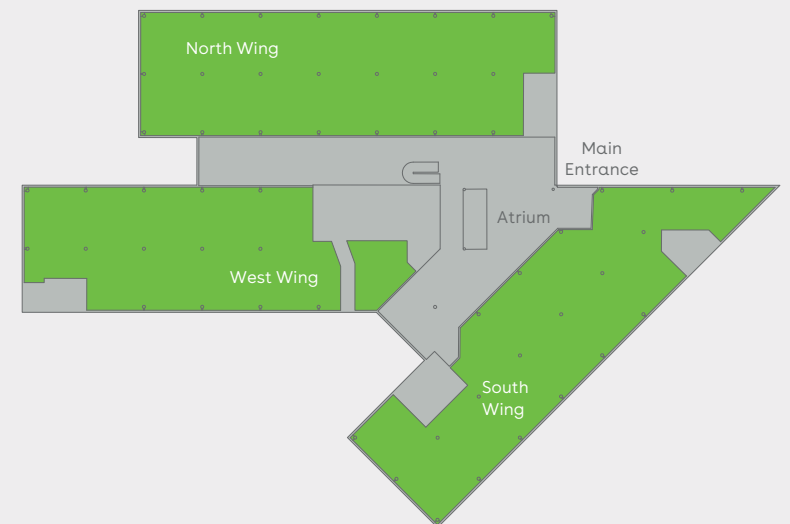 North Wing
Main
Entrance
Atrium
West Wing
South
Wing